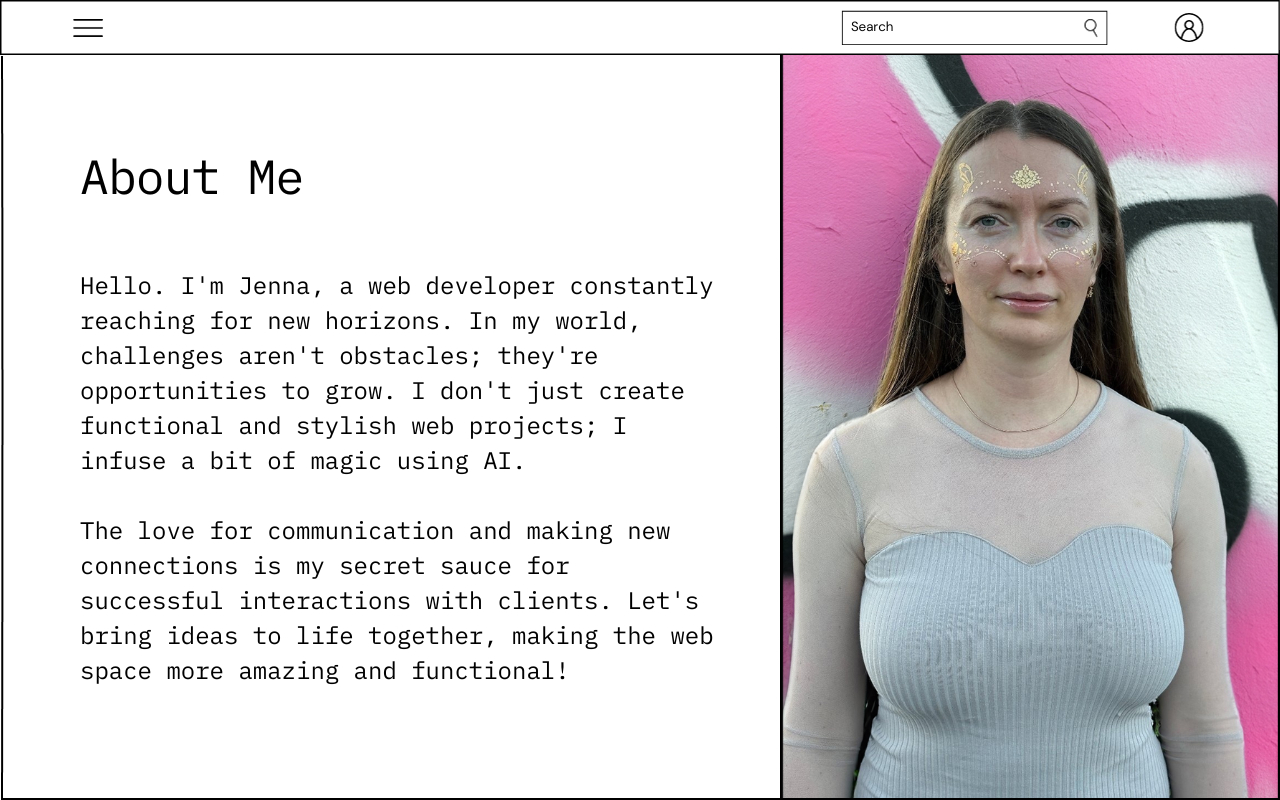 Search
About Me
Hello. I'm Jenna, a web developer constantly
reaching for new horizons. In my world,
challenges aren't obstacles; they're
opportunities to grow. I don't just create
functional and stylish web projects; I
infuse a bit of magic using AI.
The love for communication and making new
connections is my secret sauce for
successful interactions with clients. Let's
bring ideas to life together, making the web
space more amazing and functional!